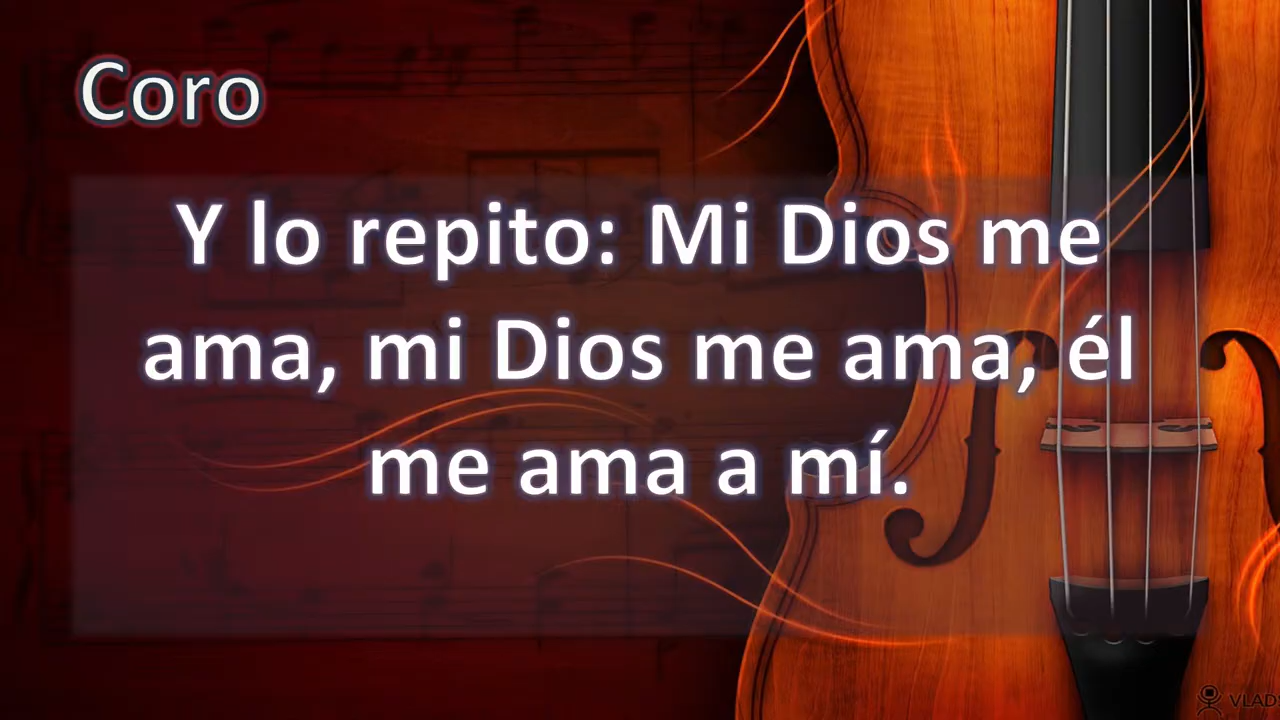 Coro
Y lo repito: Mi Dios me
ama, mi Dios me ama, él
me ama a mí.